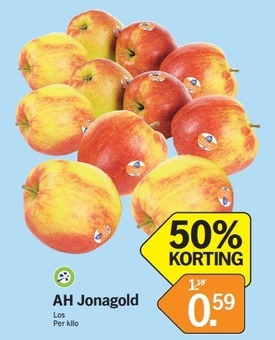 50%
KORTING
AH Jonagold
Los
Per kilo
1.19
0.59